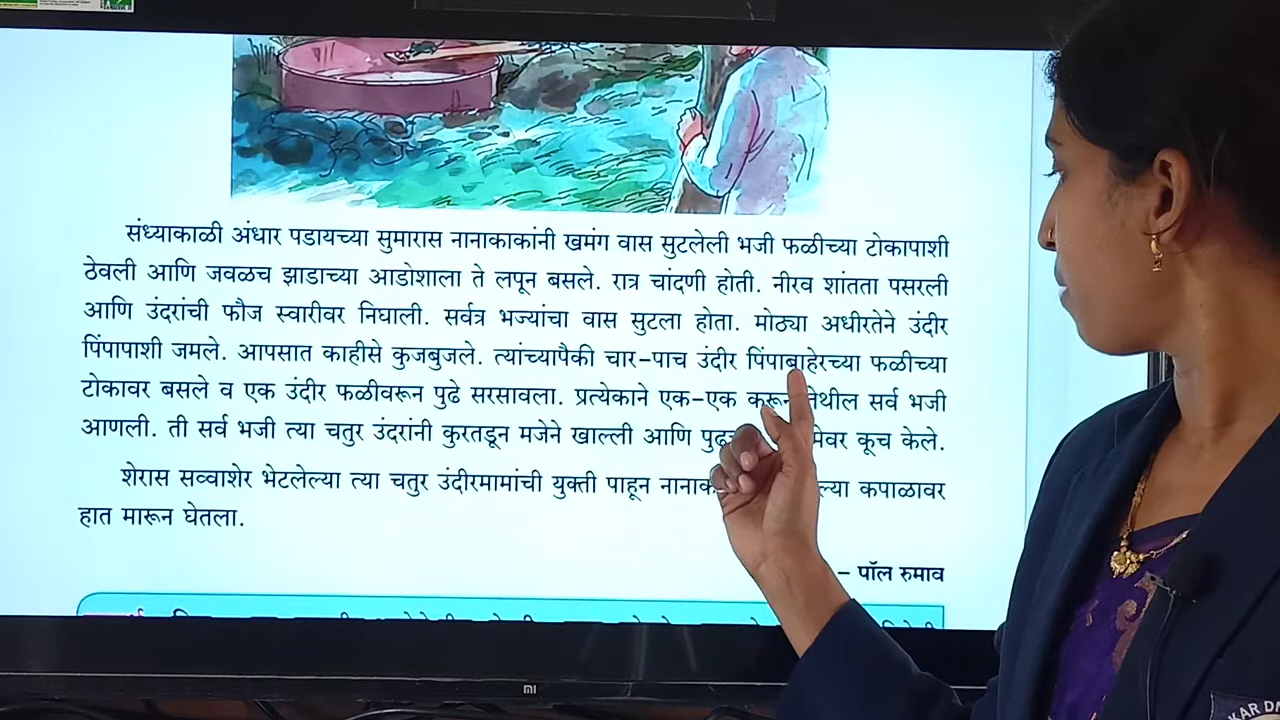 संध्याकाळी अंधार पडायच्या सुमारास नानाकाकांनी खमंग वास सुटलेली भजी फळीच्या टोकापाशी
ठेवली आणि जवळच झाडाच्या आडोशाला ते लपून बसले. रात्र चांदणी होती. नीरव शांतता पसरली
आणि उंदरांची फौज स्वारीवर निघाली. सर्वत्र भज्यांचा वास सुटला होता. मोठ्या अधीरतेने उंदीर
पिंपापाशी जमले. आपसात काहीसे कुजबुजले. त्यांच्यापैकी चार-पाच उंदीर पिंपाबाहेरच्या फळीच्या
टोकावर बसले व एक उंदीर फळीवरून पुढे सरसावला. प्रत्येकाने एक-एक करून तेथील सर्व भजी
आणली. ती सर्व भजी त्या चतुर उंदरांनी कुरतडून मजेने खाल्ली आणि कूच केले.
शेरास सव्वाशेर भेटलेल्या त्या चतुर उंदीरमामांची युक्ती पाहून कपाळावर
हात मारून घेतला.
- पॉल रुमाव
mi
KAR